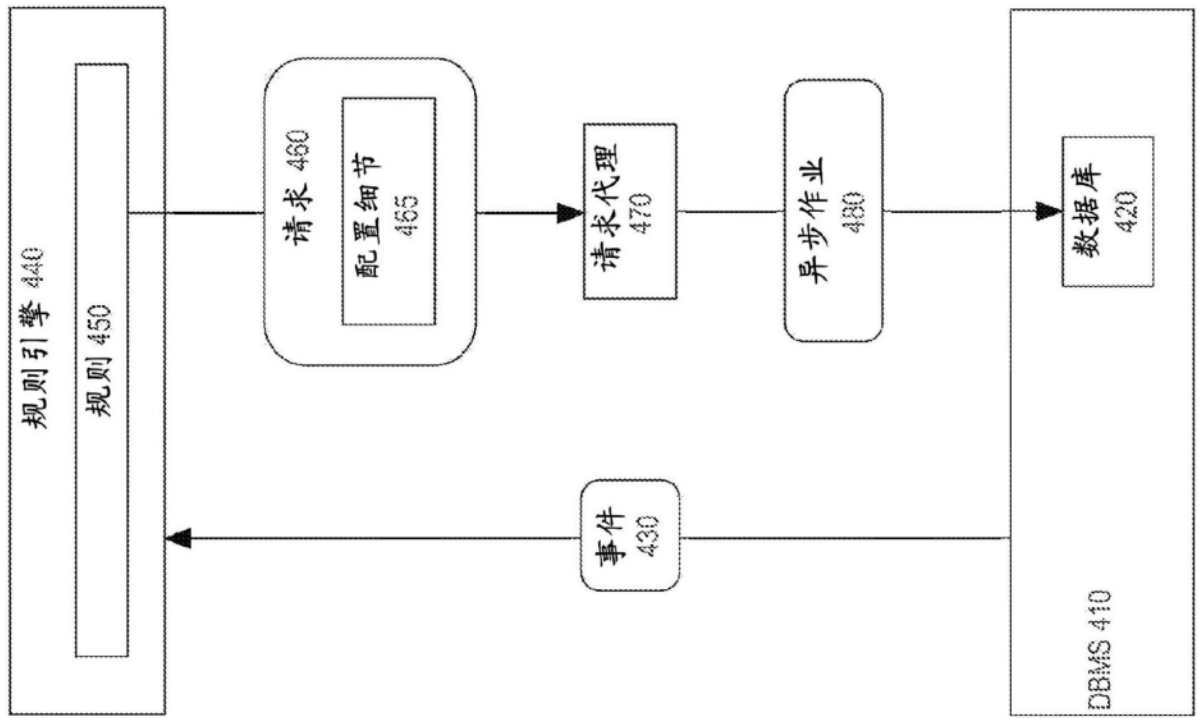 规则引擎 440
规则 450
请求 460
配置细节
465
事件
430
请求代理
470
异步作业
480
DBMS 410
数据库
420